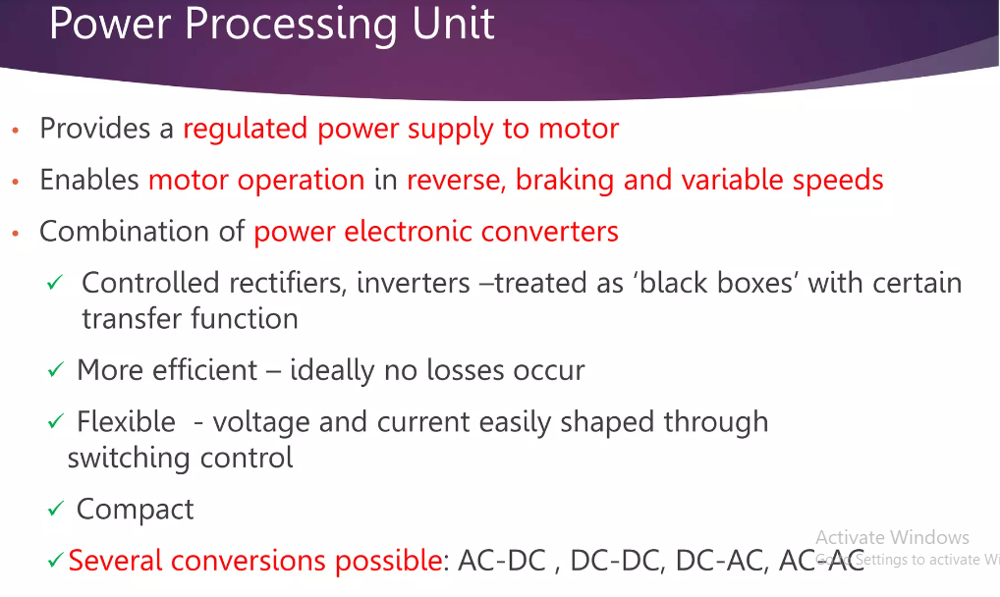 Power Processing Unit
• Provides a regulated power supply to motor
• Enables motor operation in reverse, braking and variable speeds
• Combination of power electronic converters
✓ Controlled rectifiers, inverters –treated as ‘black boxes’ with certain
transfer function
✓ More efficient – ideally no losses occur
✓ Flexible - voltage and current easily shaped through
switching control
✓ Compact
Activate Windows
✓Several conversions possible: AC-DC , DC-DC, DC-AC, AC-AC
Go to Settings to activate Wi